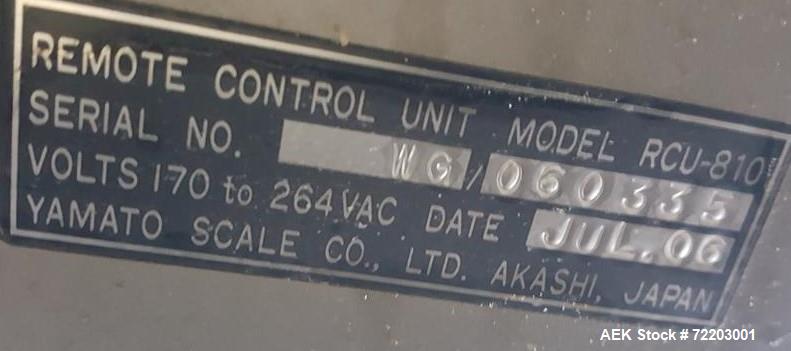 REMOTE CONTROL UNIT MODEL RCU-810
SERIAL NO. WG/060335
VOLTS 170 to 264VAC DATE JUL.06
YAMATO SCALE CO., LTD. AKASHI, JAPAN
AEK Stock # 72203001